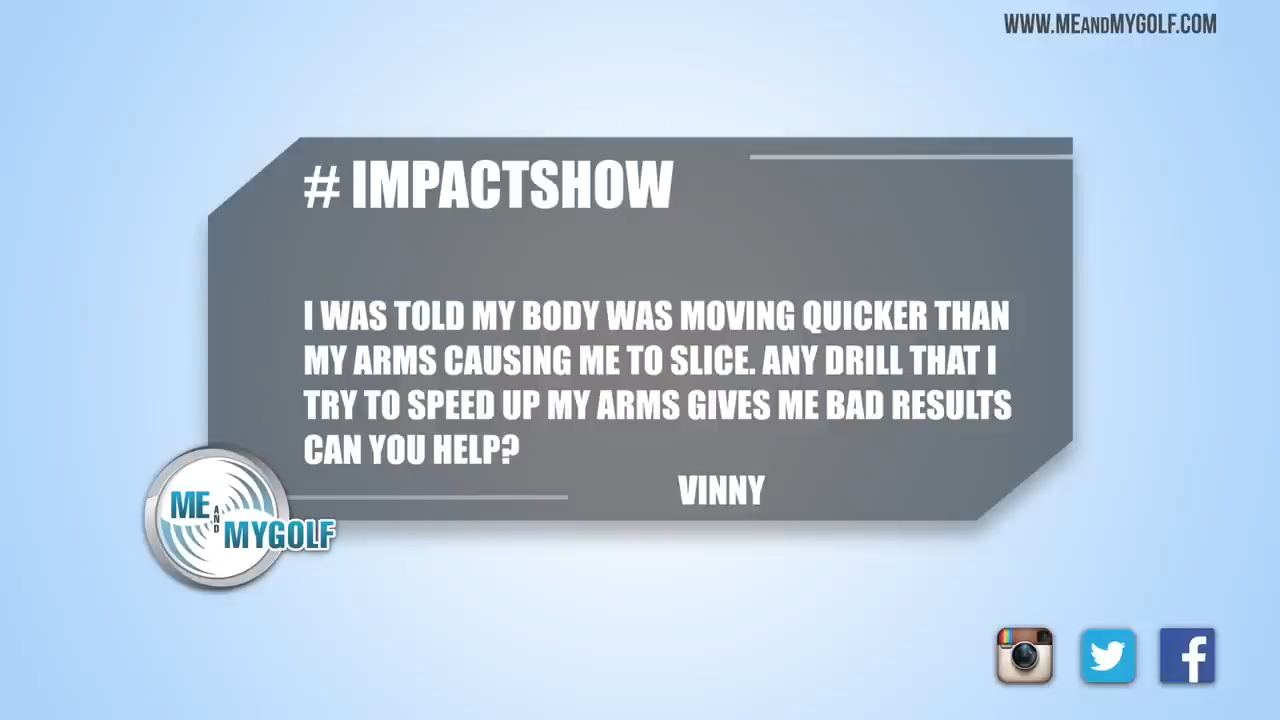 WWW.MEANDMYGOLF.COM
# IMPACTSHOW
I WAS TOLD MY BODY WAS MOVING QUICKER THAN
MY ARMS CAUSING ME TO SLICE. ANY DRILL THAT I
TRY TO SPEED UP MY ARMS GIVES ME BAD RESULTS
CAN YOU HELP?
VINNY
ME AND MYGOLF